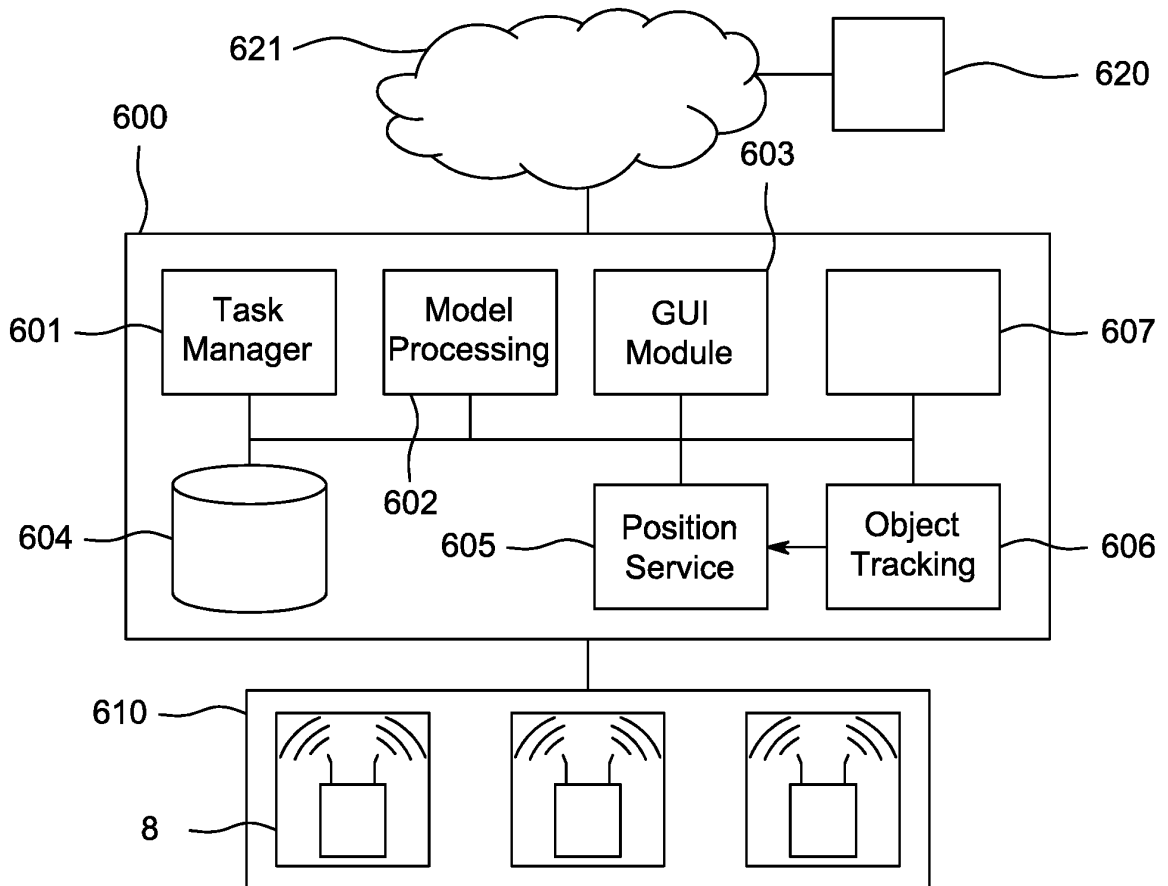 621
620
600
603
601
Task
Manager
Model
Processing
GUI
Module
607
602
604
605
Position
Service
Object
Tracking
606
610
8